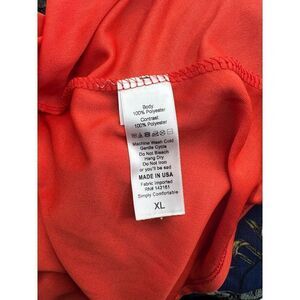 Body
100% Polyester
Contrast
100% Polyester
Machine Wash Cold
Gentle Cycle
Do Not Bleach
Hang Dry
Do Not Iron
or you'll be sad
MADE IN USA
Fabric Imported
RN# 142181
Simply Comfortable
XL